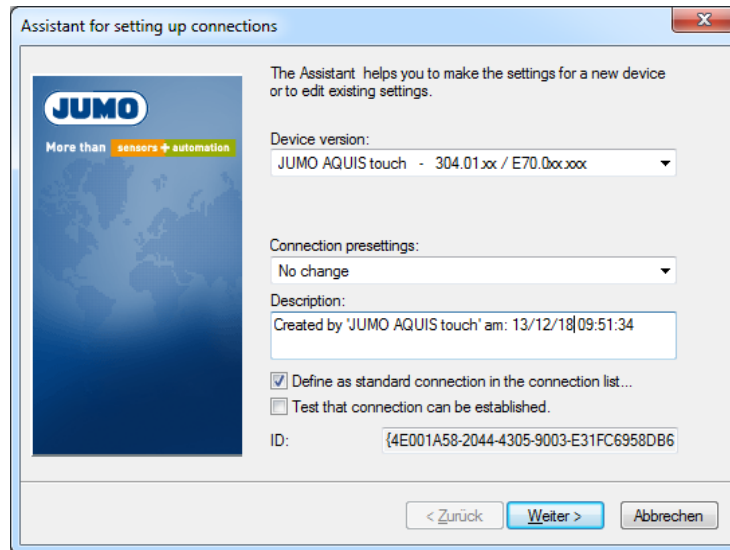 Assistant for setting up connections
JUMO
More than sensors + automation
The Assistant helps you to make the settings for a new device
or to edit existing settings.
Device version:
JUMO AQUIS touch - 304.01.xx / E70.0xx.xxx
Connection presettings:
No change
Description:
Created by 'JUMO AQUIS touch' am: 13/12/18 09:51:34
Define as standard connection in the connection list...
Test that connection can be established.
ID: {4E001A58-2044-4305-9003-E31FC6958DB6
< Zurück Weiter > Abbrechen